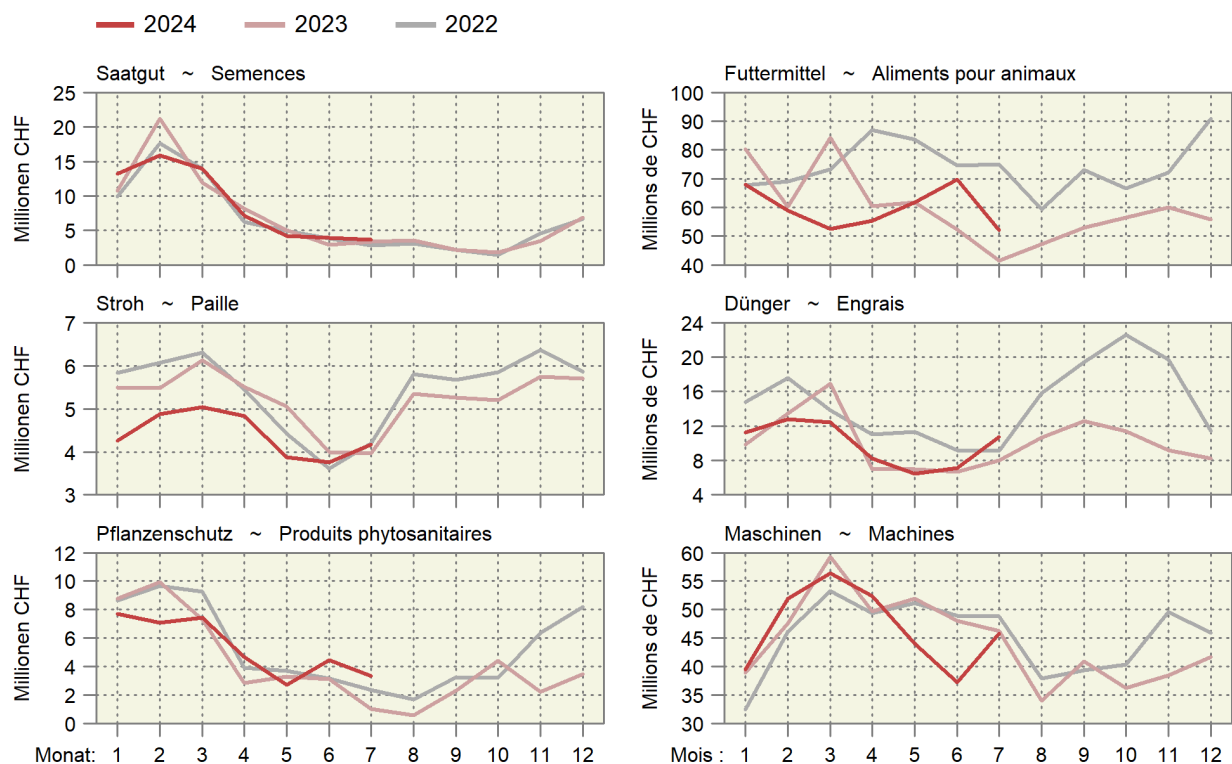 2024 2023 2022
Saatgut ~ Semences
Millionen CHF
25
20
15
10
5
0
Futtermittel ~ Aliments pour animaux
Millions de CHF
100
90
80
70
60
50
40
Stroh ~ Paille
Millionen CHF
7
6
5
4
3
Dünger ~ Engrais
Millions de CHF
24
20
16
12
8
4
Pflanzenschutz ~ Produits phytosanitaires
Millionen CHF
12
10
8
6
4
2
0
Monat: 1 2 3 4 5 6 7 8 9 10 11 12
Maschinen ~ Machines
Millions de CHF
60
55
50
45
40
35
30
Mois : 1 2 3 4 5 6 7 8 9 10 11 12